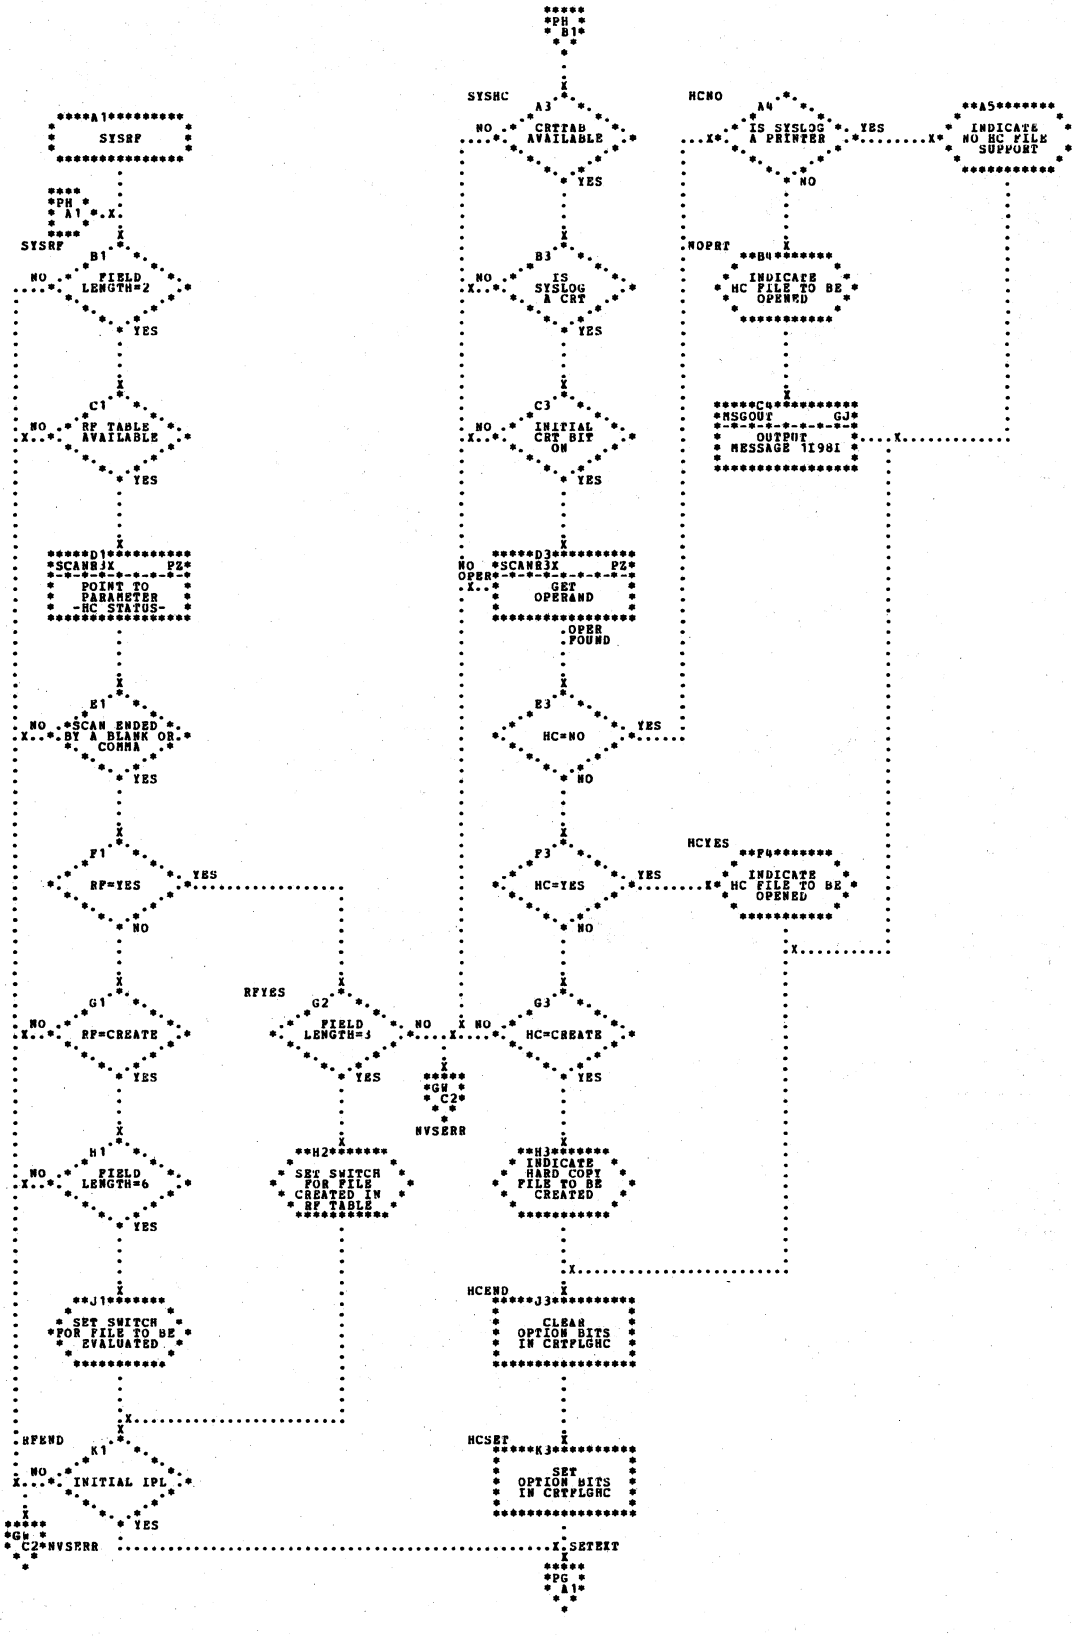 PH
B1
SYSHC
A3
NO
CRTTAB
AVAILABLE
YES
HCNO
A4
IS SYSLOG
A PRINTER
YES
NO
A5
INDICATE
NO HC FILE
SUPPORT
A1
SYSRF
PH
A1
SYSRF
B1
NO
FIELD
LENGTH=2
YES
B3
NO
IS
SYSLOG
A CRT
YES
NOPRT
B4
INDICATE
HC FILE TO BE
OPENED
C1
NO
RF TABLE
AVAILABLE
YES
C3
NO
INITIAL
CRT BIT
ON
YES
C4
MSGOUT GJ
OUTPUT
MESSAGE 1I98I
D1
SCANR3X PZ
POINT TO
PARAMETER
-HC STATUS-
D3
NO
OPER
SCANR3X PZ
GET
OPERAND
OPER
FOUND
E1
NO
SCAN ENDED
BY A BLANK OR
COMMA
YES
E3
HC=NO
YES
NO
F1
RF=YES
YES
NO
F3
HC=YES
YES
NO
HCYES
F4
INDICATE
HC FILE TO BE
OPENED
G1
NO
RF=CREATE
YES
RFYES
G2
FIELD
LENGTH=3
NO
YES
G3
NO
HC=CREATE
YES
GW
C2
NVSERR
H1
NO
FIELD
LENGTH=6
YES
H2
SET SWITCH
FOR FILE
CREATED IN
RF TABLE
H3
INDICATE
HARD COPY
FILE TO BE
CREATED
J1
SET SWITCH
FOR FILE TO BE
EVALUATED
HCEND
J3
CLEAR
OPTION BITS
IN CRTFLGHC
RFEND
K1
NO
INITIAL IPL
YES
HCSET
K3
SET
OPTION BITS
IN CRTFLGHC
GW
C2 NVSERR
SETEXT
PG
A1